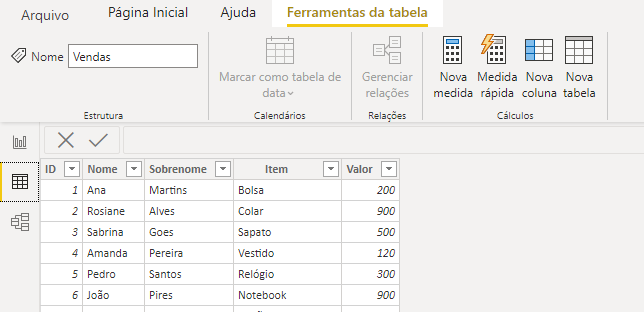 Arquivo Página Inicial Ajuda Ferramentas da tabela
Nome Vendas
Marcar como tabela de
data
Gerenciar
relações
Nova
medida
Medida
rápida
Nova
coluna
Nova
tabela
Estrutura Calendários Relações Cálculos
ID Nome Sobrenome Item Valor
1 Ana Martins Bolsa 200
2 Rosiane Alves Colar 900
3 Sabrina Goes Sapato 500
4 Amanda Pereira Vestido 120
5 Pedro Santos Relógio 300
6 João Pires Notebook 900